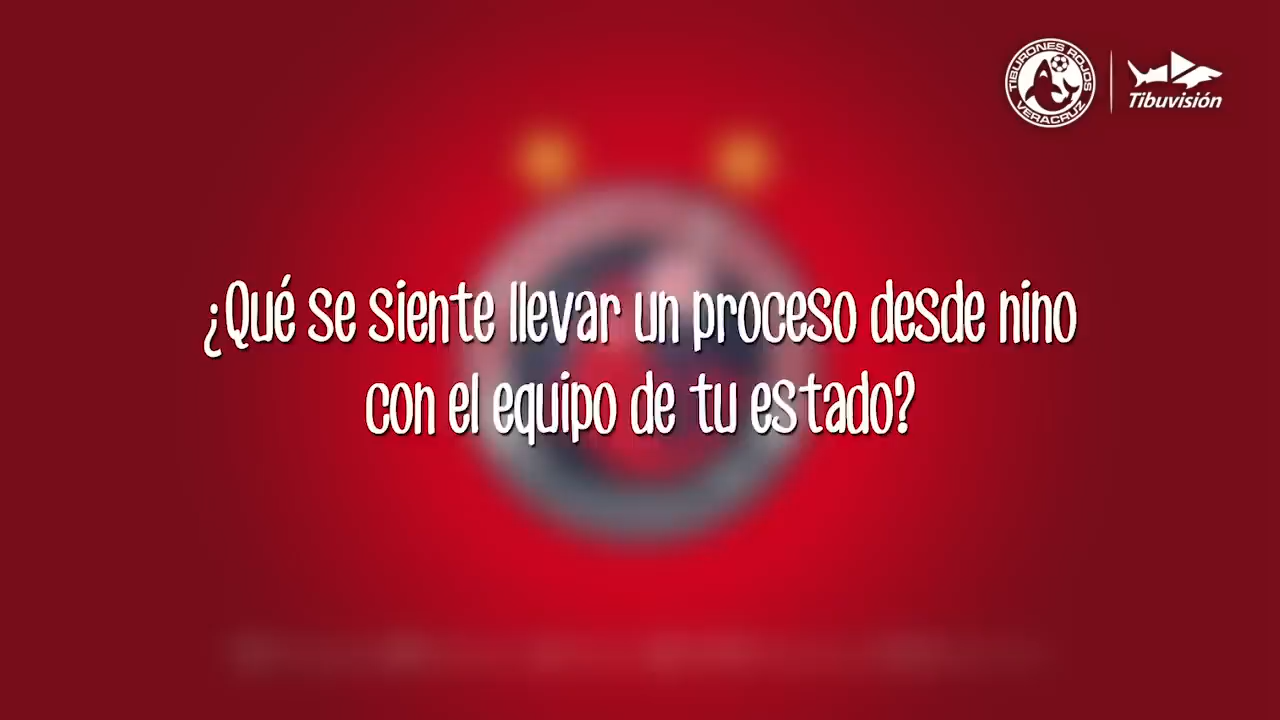 TIBURONES ROJOS
VERACRUZ
Tibuvisión
¿Qué se siente llevar un proceso desde nino
con el equipo de tu estado?